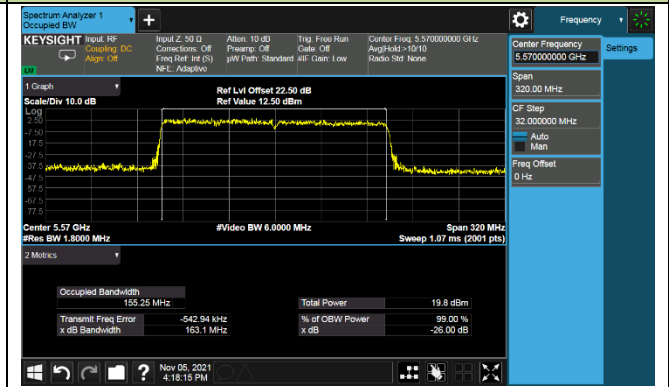 Spectrum Analyzer 1
Occupied BW
+
Frequency
KEYSIGHT
Input: RF
Coupling: DC
Align: Off
Input Z: 50 Ω
Corrections: Off
Freq Ref: Int (S)
NFE: Adaptive
Atten: 10 dB
Preamp: Off
µW Path: Standard
Trig: Free Run
Gate: Off
#IF Gain: Low
Center Freq: 5.570000000 GHz
Avg|Hold:>10/10
Radio Std: None
Center Frequency
5.570000000 GHz
Settings
Span
320.00 MHz
CF Step
32.000000 MHz
Auto
Man
Freq Offset
0 Hz
1 Graph
Scale/Div 10.0 dB
Ref Lvl Offset 22.50 dB
Ref Value 12.50 dBm
Log
2.50
-7.50
-17.5
-27.5
-37.5
-47.5
-57.5
-67.5
-77.5
Center 5.57 GHz
#Res BW 1.8000 MHz
#Video BW 6.0000 MHz
Span 320 MHz
Sweep 1.07 ms (2001 pts)
2 Metrics
Occupied Bandwidth
155.25 MHz
Total Power 19.8 dBm
Transmit Freq Error -542.94 kHz
% of OBW Power 99.00 %
x dB Bandwidth 163.1 MHz
x dB -26.00 dB
?
Nov 05, 2021
4:18:15 PM